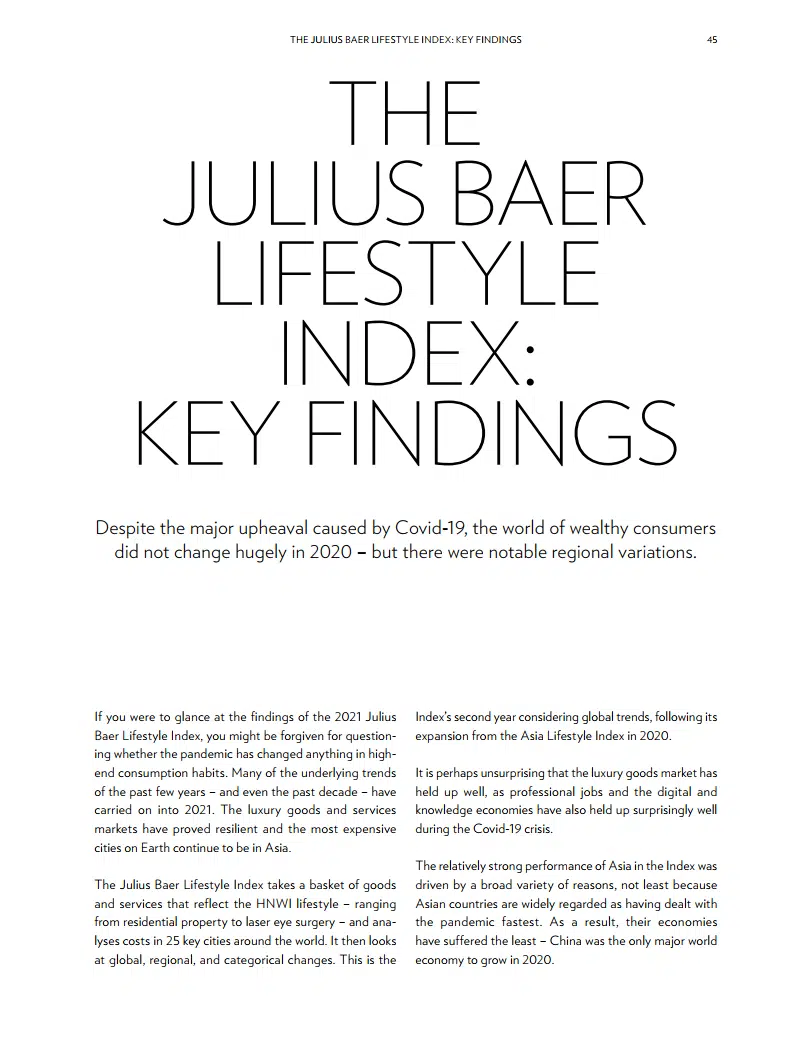 THE JULIUS BAER LIFESTYLE INDEX: KEY FINDINGS
45
THE
JULIUS BAER
LIFESTYLE
INDEX:
KEY FINDINGS
Despite the major upheaval caused by Covid-19, the world of wealthy consumers
did not change hugely in 2020 – but there were notable regional variations.
If you were to glance at the findings of the 2021 Julius
Baer Lifestyle Index, you might be forgiven for question-
ing whether the pandemic has changed anything in high-
end consumption habits. Many of the underlying trends
of the past few years – and even the past decade – have
carried on into 2021. The luxury goods and services
markets have proved resilient and the most expensive
cities on Earth continue to be in Asia.
The Julius Baer Lifestyle Index takes a basket of goods
and services that reflect the HNWI lifestyle – ranging
from residential property to laser eye surgery – and ana-
lyses costs in 25 key cities around the world. It then looks
at global, regional, and categorical changes. This is the
Index's second year considering global trends, following its
expansion from the Asia Lifestyle Index in 2020.
It is perhaps unsurprising that the luxury goods market has
held up well, as professional jobs and the digital and
knowledge economies have also held up surprisingly well
during the Covid-19 crisis.
The relatively strong performance of Asia in the Index was
driven by a broad variety of reasons, not least because
Asian countries are widely regarded as having dealt with
the pandemic fastest. As a result, their economies
have suffered the least – China was the only major world
economy to grow in 2020.